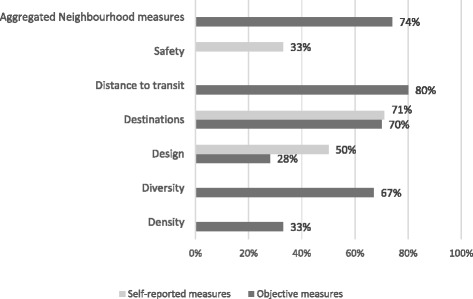 Aggregated Neighbourhood measures
74%
Safety
33%
Distance to transit
80%
Destinations
71%
70%
Design
50%
28%
Diversity
67%
Density
33%
0% 20% 40% 60% 80% 100%
Self-reported measures Objective measures